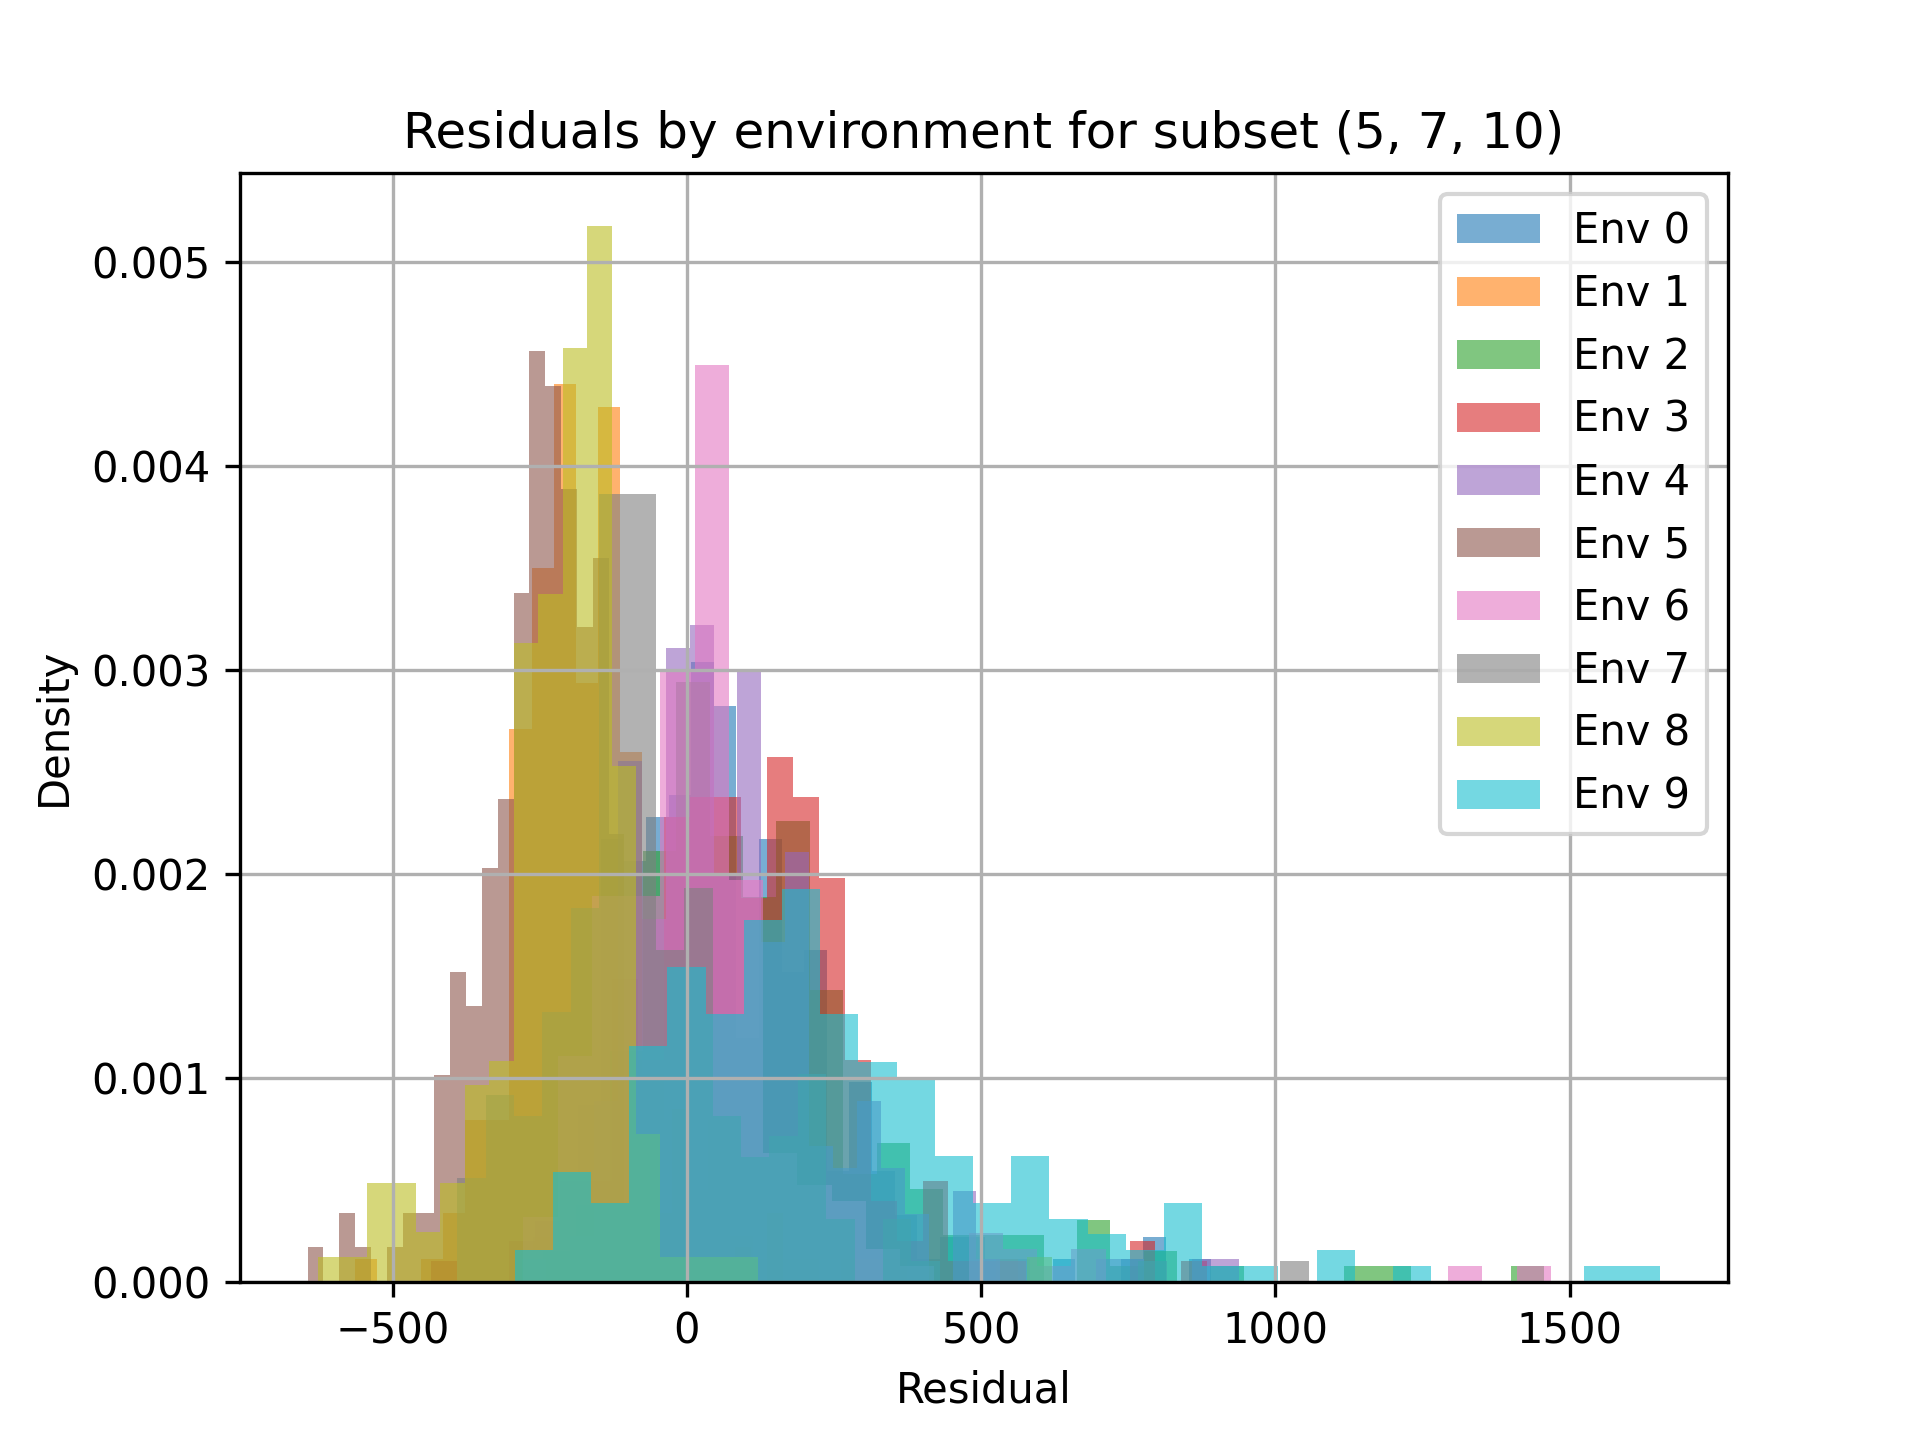 Residuals by environment for subset (5, 7, 10)
Env 0
Env 1
Env 2
Env 3
Env 4
Env 5
Env 6
Env 7
Env 8
Env 9
Density
0.005
0.004
0.003
0.002
0.001
0.000
−500 0 500 1000 1500
Residual